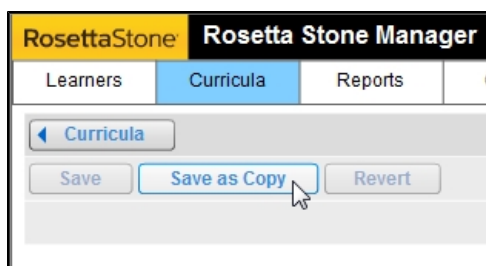 RosettaStone Rosetta Stone Manager
Learners Curricula Reports
Curricula
Save Save as Copy Revert